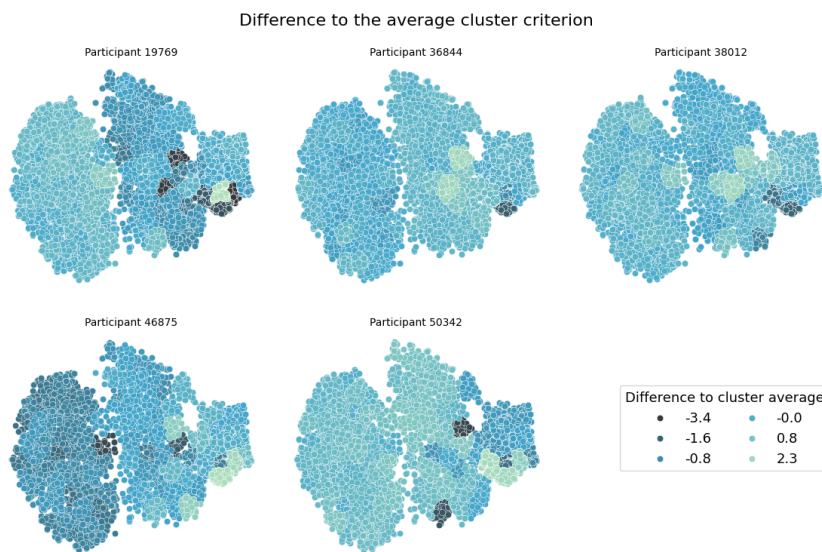 Difference to the average cluster criterion
Participant 19769
Participant 36844
Participant 38012
Participant 46875
Participant 50342
Difference to cluster average
-3.4 -0.0
-1.6 0.8
-0.8 2.3